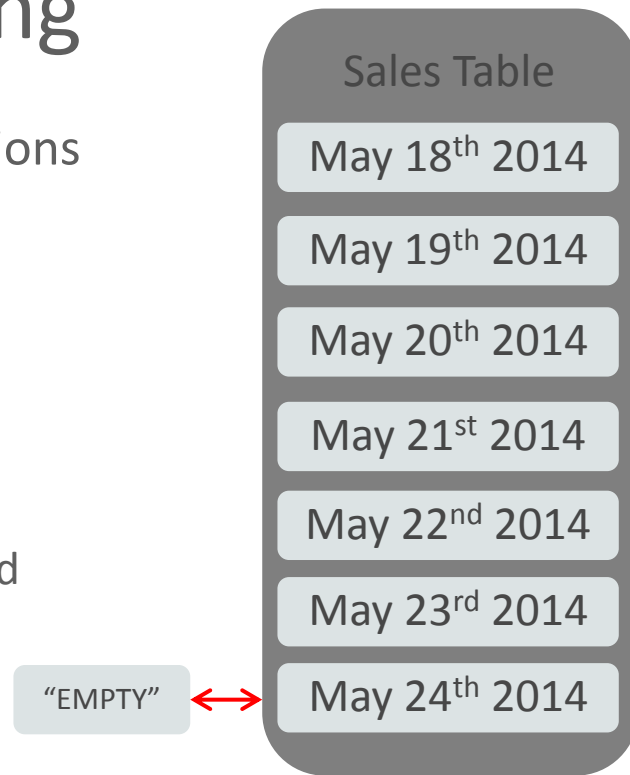 ng
Sales Table
ions
May 18th 2014
May 19th 2014
May 20th 2014
May 21st 2014
May 22nd 2014
d
May 23rd 2014
"EMPTY"
May 24th 2014